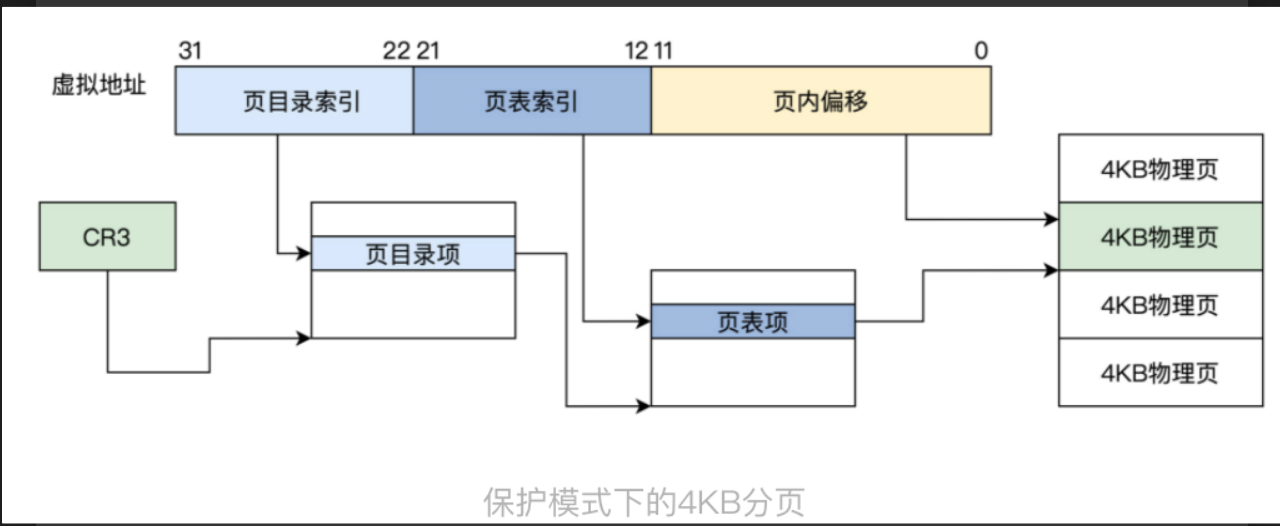 31 22 21 12 11 0
虚拟地址 页目录索引 页表索引 页内偏移
4KB物理页
CR3 页目录项 4KB物理页
页表项 4KB物理页
4KB物理页
保护模式下的4KB分页